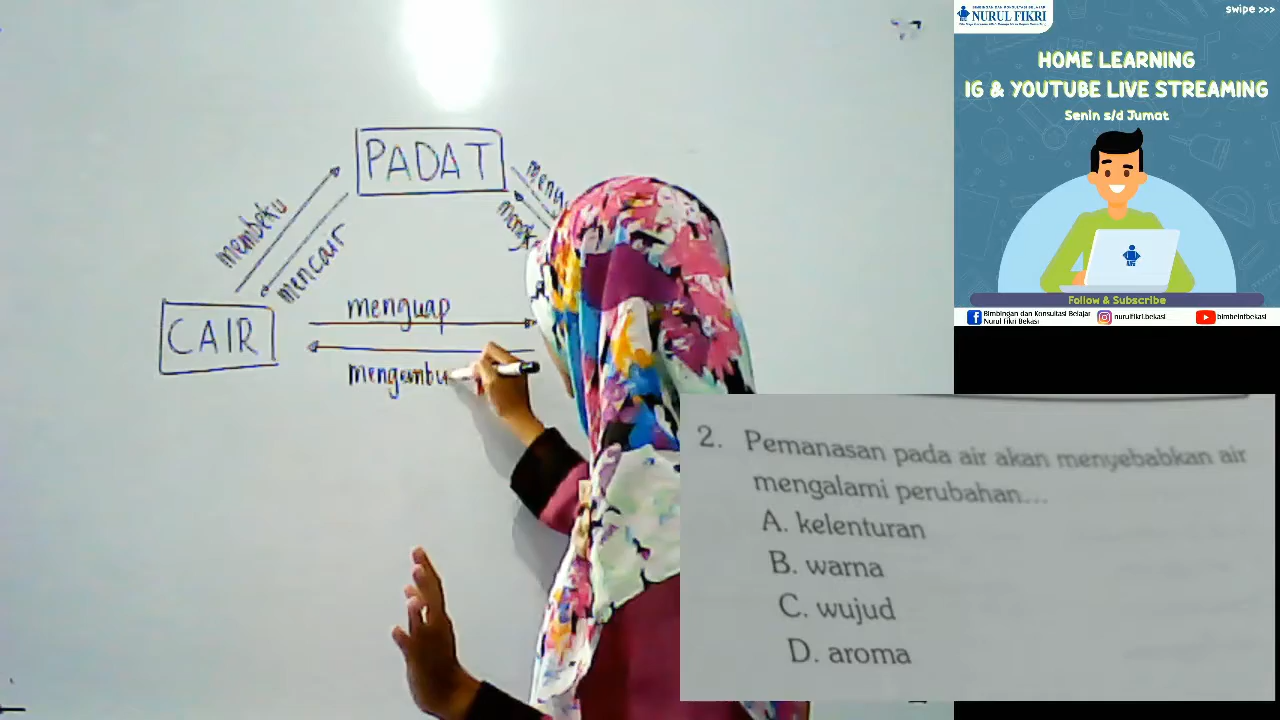 PADAT
membeku
mencair
CAIR
menguap
swipe >>>
NURUL FIKRI
HOME LEARNING
IG & YOUTUBE LIVE STREAMING
Senin s/d Jumat
Follow & Subscribe
Bimbingan dan Konsultasi Belajar
Nurul Fikri Bekasi
nurulfikri.bekasi
bimbelnfbekasi
2. Pemanasan pada air akan menyebabkan air
mengalami perubahan...
A. kelenturan
B. warna
C. wujud
D. aroma